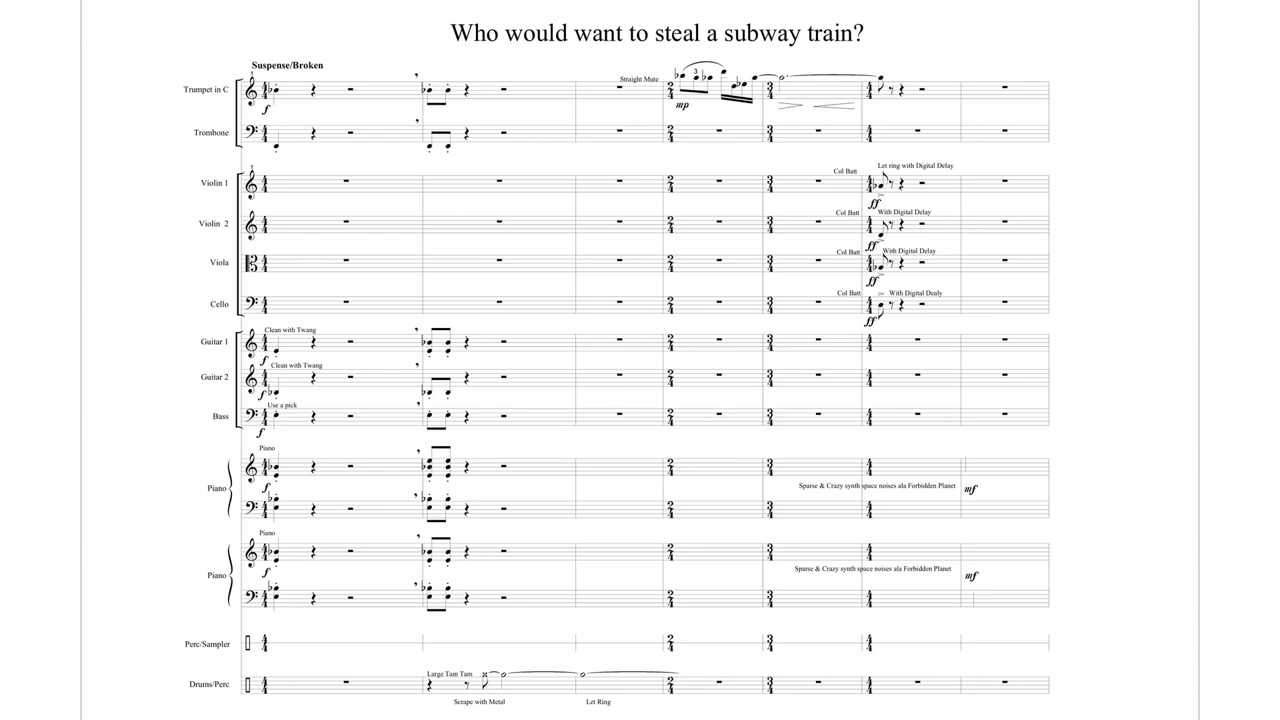 Who would want to steal a subway train?
Suspense/Broken
Trumpet in C
f
Straight Mute
3
mp
Trombone
Let ring with Digital Delay
Violin 1
Col Batt
ff
Violin 2
Col Batt
With Digital Delay
ff
Viola
Col Batt
With Digital Delay
ff
Cello
Col Batt
With Digital Dealy
ff
Clean with Twang
Guitar 1
f
Clean with Twang
Guitar 2
f
Use a pick
Bass
f
Piano
Piano
f
Sparse & Crazy synth space noises ala Forbidden Planet
mf
Piano
Piano
f
Sparse & Crazy synth space noises ala Forbidden Planet
mf
Perc/Sampler
Large Tam Tam
Drums/Perc
Scrape with Metal
Let Ring